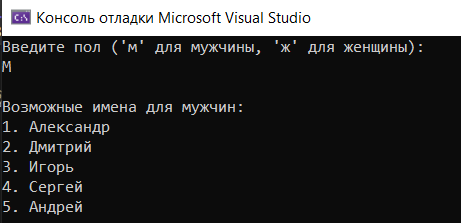 Консоль отладки Microsoft Visual Studio
Введите пол ('м' для мужчины, 'ж' для женщины):
М
Возможные имена для мужчин:
1. Александр
2. Дмитрий
3. Игорь
4. Сергей
5. Андрей